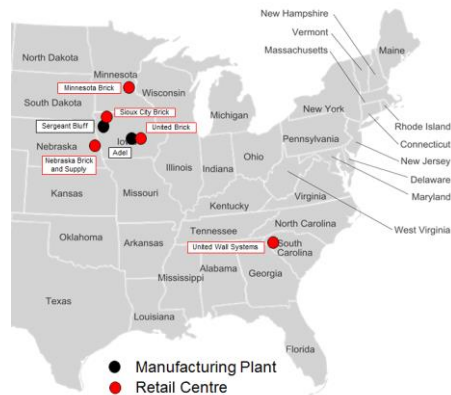 New Hampshire
Vermont
Massachusetts
Maine
North Dakota
Minnesota
Minnesota Brick
Wisconsin
South Dakota
Sioux City Brick
Michigan
New York
Sergeant Bluff
United Brick
Rhode Island
Iow
Adel
Connecticut
Pennsylvania
Nebraska
Nebraska Brick
and Supply
Illinois
Indiana
Ohio
New Jersey
Delaware
Maryland
Kansas
Missouri
Virginia
Kentucky
West Virginia
Tennessee
North Carolina
Oklahoma
Arkansas
United Wall Systems
South
Carolina
Mississippi
Alabama
Georgia
Texas
Louisiana
Florida
Manufacturing Plant
Retail Centre